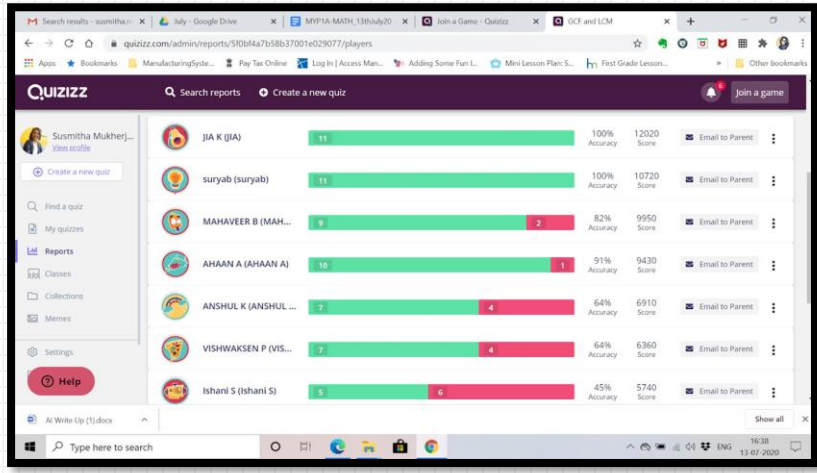 Search results - susmitha.n
July - Google Drive
MYP1A-MATH_13thJuly20
Join a Game - Quizizz
GCF and LCM
quizizz.com/admin/reports/5f0bf4a7b58b37001e029077/players
Apps
Bookmarks
ManufacturingSyste...
Pay Tax Online
Log In | Access Man...
Adding Some Fun I...
Mini Lesson Plan: S...
First Grade Lesson...
»
Other bookmarks
QUIZIZZ
Search reports
Create a new quiz
Join a game
Susmitha Mukherj...
View profile
Create a new quiz
Find a quiz
My quizzes
Reports
Classes
Collections
Memes
Settings
Help
JIA K (JIA) 11 100% 12020 Email to Parent
Accuracy Score
suryab (suryab) 11 100% 10720 Email to Parent
Accuracy Score
MAHAVEER B (MAH... 9 2 82% 9950 Email to Parent
Accuracy Score
AHAAN A (AHAAN A) 10 1 91% 9430 Email to Parent
Accuracy Score
ANSHUL K (ANSHUL ... 7 4 64% 6910 Email to Parent
Accuracy Score
VISHWAKSEN P (VIS... 7 4 64% 6360 Email to Parent
Accuracy Score
Ishani S (Ishani S) 5 6 45% 5740 Email to Parent
Accuracy Score
AI Write Up (1).docx
Show all
Type here to search
ENG
16:38
13-07-2020